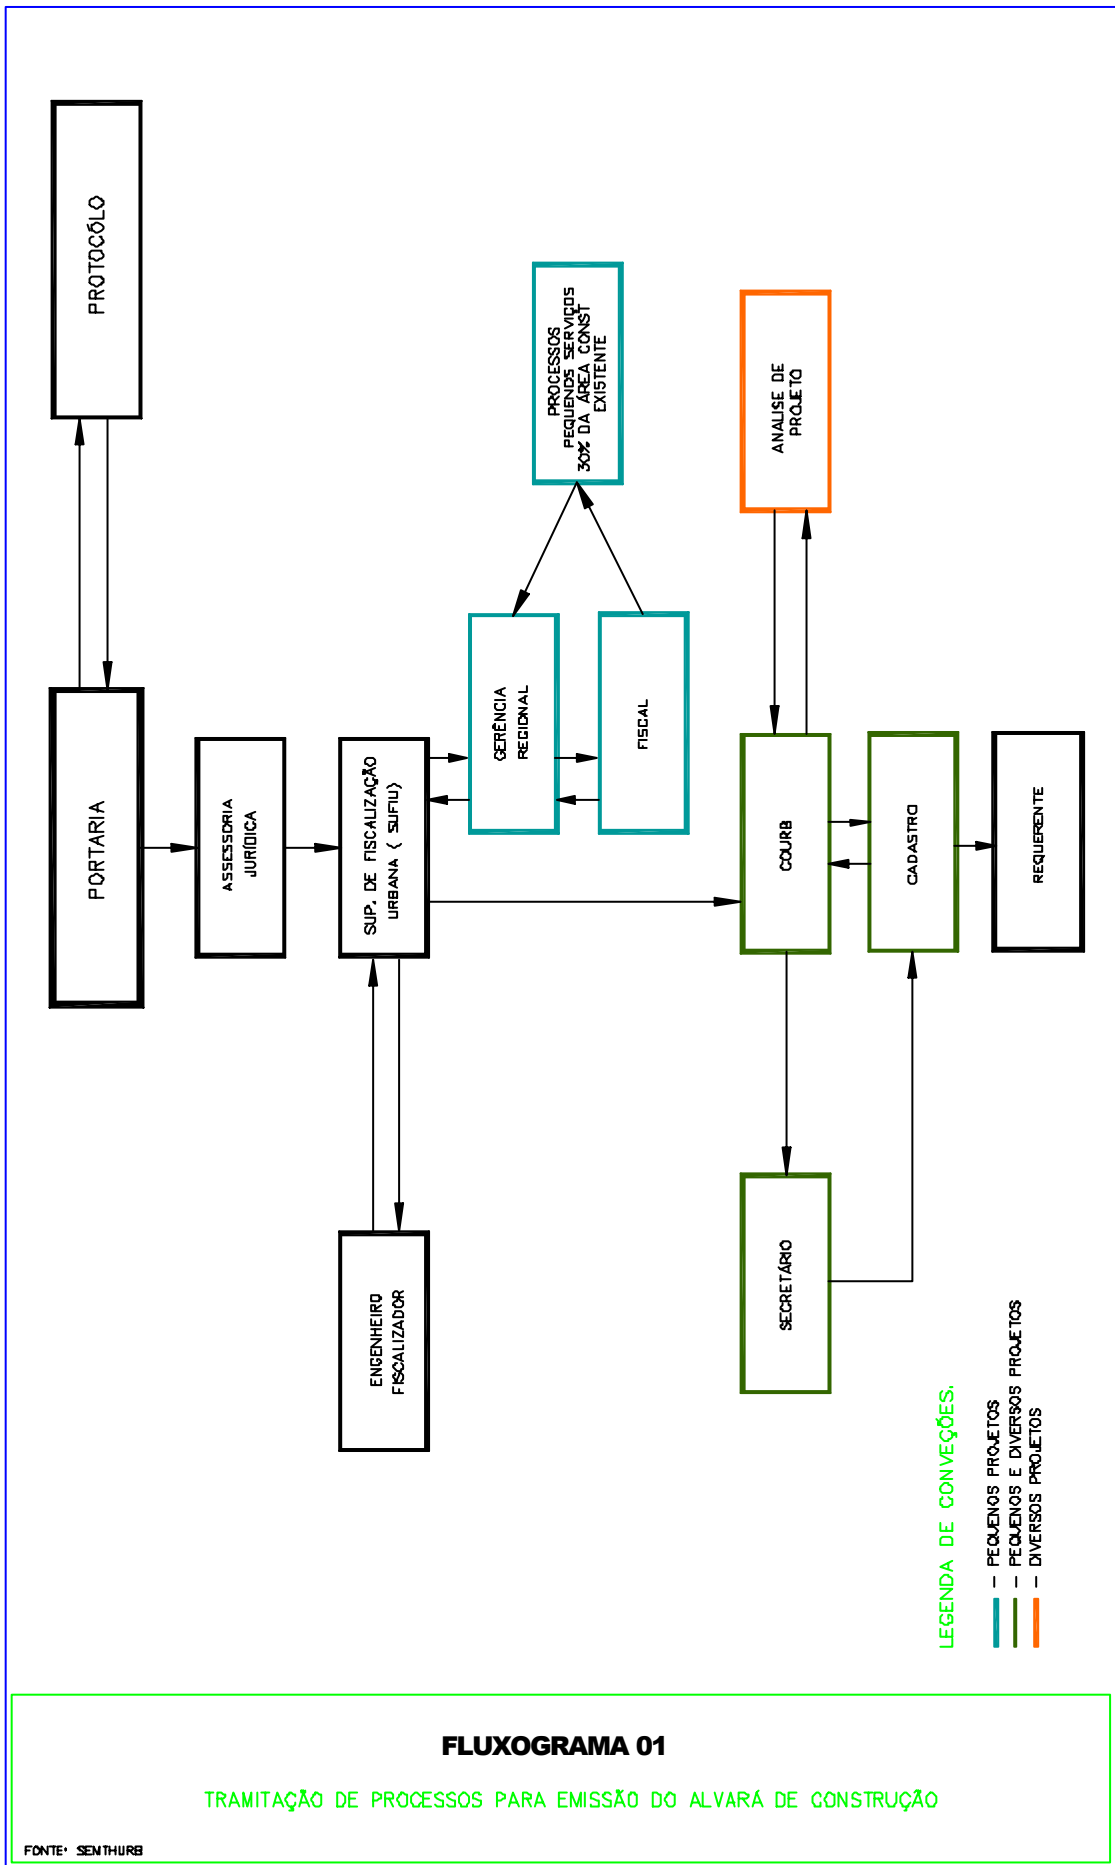 PROTOCÓLO
PORTARIA
ASSESSORIA
JURÍDICA
SUP. DE FISCALIZAÇÃO
URBANA ( SUFIU)
ENGENHEIRO
FISCALIZADOR
GERÊNCIA
REGIONAL
FISCAL
PROCESSOS
PEQUENOS SERVIÇOS
30% DA ÁREA CONST
EXISTENTE
ANALISE DE
PROJETO
COURB
CADASTRO
REQUERENTE
SECRETÁRIO
LEGENDA DE CONVEÇÕES.
- PEQUENOS PROJETOS
- PEQUENOS E DIVERSOS PROJETOS
- DIVERSOS PROJETOS
FLUXOGRAMA 01
TRAMITAÇÃO DE PROCESSOS PARA EMISSÃO DO ALVARÁ DE CONSTRUÇÃO
FONTE: SEMTHURB